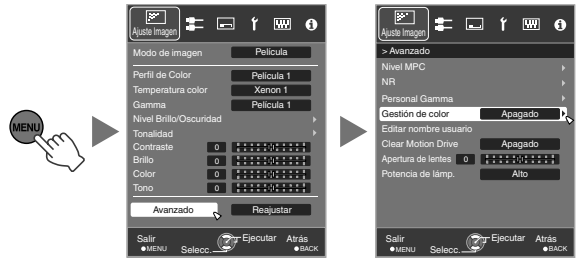 MENU
Ajuste Imagen
Modo de imagen Película
Perfil de Color Película 1
Temperatura color Xenon 1
Gamma Película 1
Nivel Brillo/Oscuridad
Tonalidad
Contraste 0
Brillo 0
Color 0
Tono 0
Avanzado Reajustar
Salir Ejecutar Atrás
MENU Selecc. BACK
Ajuste Imagen
> Avanzado
Nivel MPC
NR
Personal Gamma
Gestión de color Apagado
Editar nombre usuario
Clear Motion Drive Apagado
Apertura de lentes 0
Potencia de lámp. Alto
Salir Ejecutar Atrás
MENU Selecc. BACK